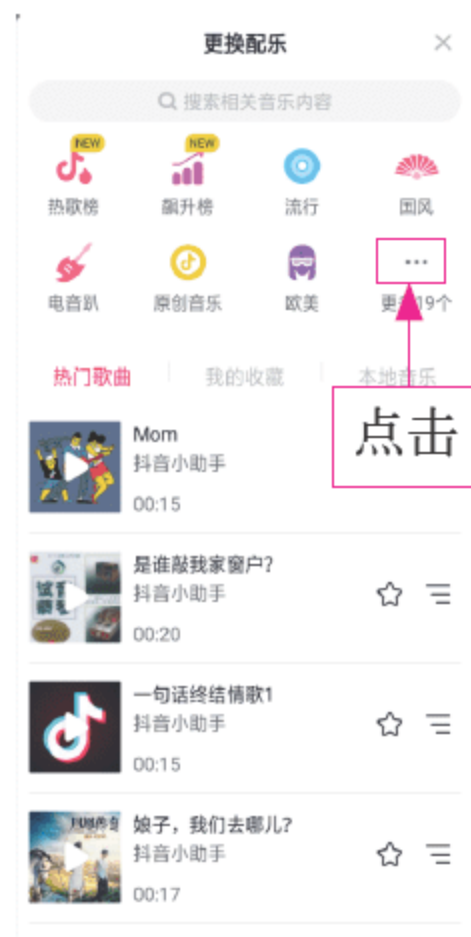 更换配乐
搜索相关音乐内容
NEW
NEW
热歌榜
飙升榜
流行
国风
电音趴
原创音乐
欧美
更多19个
热门歌曲
我的收藏
本地音乐
点击
Mom
抖音小助手
00:15
是谁敲我家窗户?
抖音小助手
00:20
一句话终结情歌1
抖音小助手
00:15
娘子，我们去哪儿?
抖音小助手
00:17